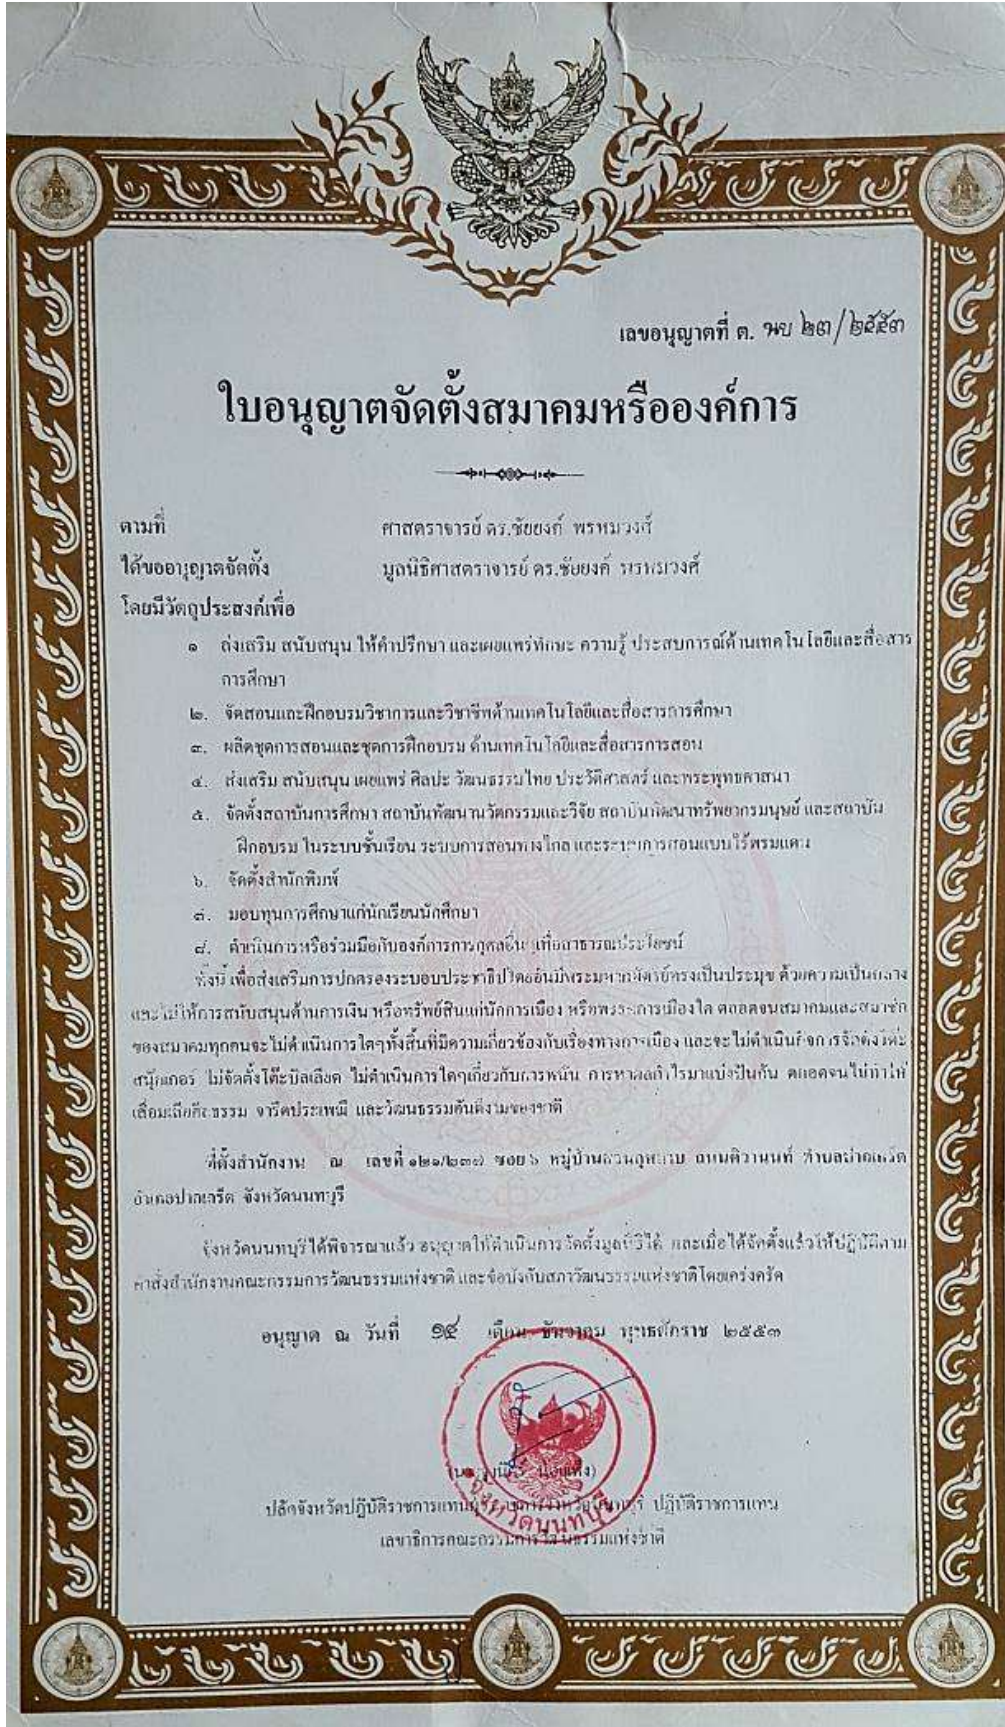 เลขอนุญาตที่ ต. นบ ๒๓/๒๕๕๓
ใบอนุญาตจัดตั้งสมาคมหรือองค์การ
ตามที่ ศาสตราจารย์ ดร.ชัยยงค์ พรหมวงศ์
ได้ขออนุญาตจัดตั้ง มูลนิธิศาสตราจารย์ ดร.ชัยยงค์ พรหมวงศ์
โดยมีวัตถุประสงค์เพื่อ
๑ ส่งเสริม สนับสนุน ให้คำปรึกษา และเผยแพร่ทักษะ ความรู้ ประสบการณ์ด้านเทคโนโลยีและสื่อสาร
การศึกษา
๒. จัดสอนและฝึกอบรมวิชาการและวิชาชีพด้านเทคโนโลยีและสื่อสารการศึกษา
๓. ผลิตชุดการสอนและชุดการฝึกอบรม ด้านเทคโนโลยีและสื่อสารการสอน
๔. ส่งเสริม สนับสนุน เผยแพร่ ศิลปะ วัฒนธรรมไทย ประวัติศาสตร์ และพระพุทธศาสนา
๕. จัดตั้งสถาบันการศึกษา สถาบันพัฒนานวัตกรรมและวิจัย สถาบันพัฒนาทรัพยากรมนุษย์ และสถาบัน
ฝึกอบรม ในระบบชั้นเรียน ระบบการสอนทางไกล และระบบการสอนแบบไร้พรมแดน
๖. จัดตั้งสำนักพิมพ์
๗. มอบทุนการศึกษาแก่นักเรียนนักศึกษา
๘. ดำเนินการหรือร่วมมือกับองค์การการกุศลอื่น เพื่อสาธารณประโยชน์
ทั้งนี้ เพื่อส่งเสริมการปกครองระบอบประชาธิปไตยอันมีพระมหากษัตริย์ทรงเป็นประมุข ด้วยความเป็นกลาง
และไม่ให้การสนับสนุนด้านการเงิน หรือทรัพย์สินแก่นักการเมือง หรือพรรคการเมืองใด ตลอดจนสมาคมและสมาชิก
ของสมาคมทุกคนจะไม่ดำเนินการใดๆทั้งสิ้นที่มีความเกี่ยวข้องกับเรื่องทางการเมือง และจะไม่ดำเนินกิจการจัดตั้งโต๊ะ
สนุ๊กเกอร์ ไม่จัดตั้งโต๊ะบิลเลียด ไม่ดำเนินการใดๆเกี่ยวกับการพนัน การหาผลกำไรมาแบ่งปันกัน ตลอดจนไม่ทำให้
เสื่อมเสียศีลธรรม จารีตประเพณี และวัฒนธรรมอันดีงามของชาติ
ที่ตั้งสำนักงาน ณ เลขที่ ๑๒๑/๒๓๗ ซอย ๖ หมู่บ้านสวนกุหลาบ ถนนติวานนท์ ตำบลปากเกร็ด
อำเภอปากเกร็ด จังหวัดนนทบุรี
จังหวัดนนทบุรีได้พิจารณาแล้ว อนุญาตให้ดำเนินการจัดตั้งมูลนิธิได้ และเมื่อได้จัดตั้งแล้วให้ปฏิบัติตาม
คำสั่งสำนักงานคณะกรรมการวัฒนธรรมแห่งชาติ และข้อบังคับสภาวัฒนธรรมแห่งชาติโดยเคร่งครัด
อนุญาต ณ วันที่ ๑๔ เดือน ธันวาคม พุทธศักราช ๒๕๕๓
ปลัดจังหวัดปฏิบัติราชการแทนผู้ว่าราชการจังหวัดนนทบุรี ปฏิบัติราชการแทน
เลขาธิการคณะกรรมการวัฒนธรรมแห่งชาติ
จังหวัดนนทบุรี